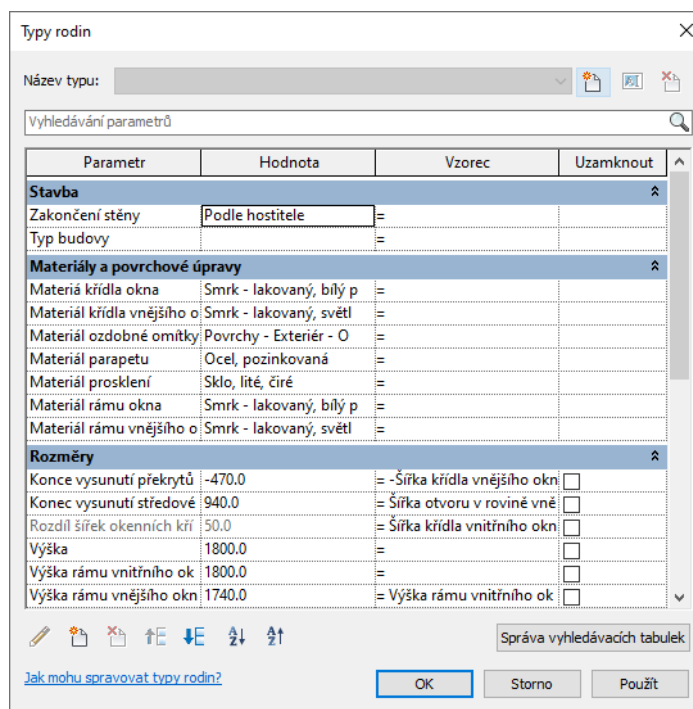 Typy rodin
Název typu:
Vyhledávání parametrů
Parametr Hodnota Vzorec Uzamknout
Stavba
Zakončení stěny Podle hostitele =
Typ budovy =
Materiály a povrchové úpravy
Materiá křídla okna Smrk - lakovaný, bílý p =
Materiál křídla vnějšího o Smrk - lakovaný, světl =
Materiál ozdobné omítky Povrchy - Exteriér - O =
Materiál parapetu Ocel, pozinkovaná =
Materiál prosklení Sklo, lité, čiré =
Materiál rámu okna Smrk - lakovaný, bílý p =
Materiál rámu vnějšího o Smrk - lakovaný, světl =
Rozměry
Konce vysunutí překrytů -470.0 = -Šířka křídla vnějšího okn
Konec vysunutí středové 940.0 = Šířka otvoru v rovině vně
Rozdíl šířek okenních kří 50.0 = Šířka křídla vnitřního okn
Výška 1800.0 =
Výška rámu vnitřního ok 1800.0 =
Výška rámu vnějšího okn 1740.0 = Výška rámu vnitřního ok
Správa vyhledávacích tabulek
Jak mohu spravovat typy rodin?
OK Storno Použít